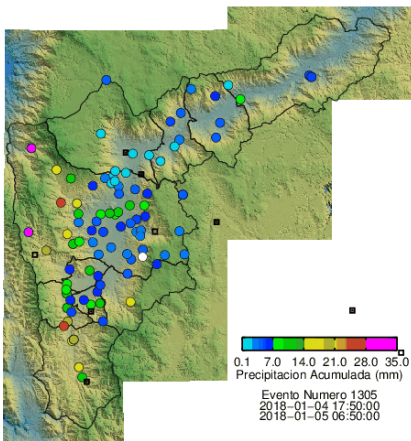 0.1 7.0 14.0 21.0 28.0 35.0
Precipitacion Acumulada (mm)
Evento Numero 1305
2018-01-04 17:50:00
2018-01-05 06:50:00